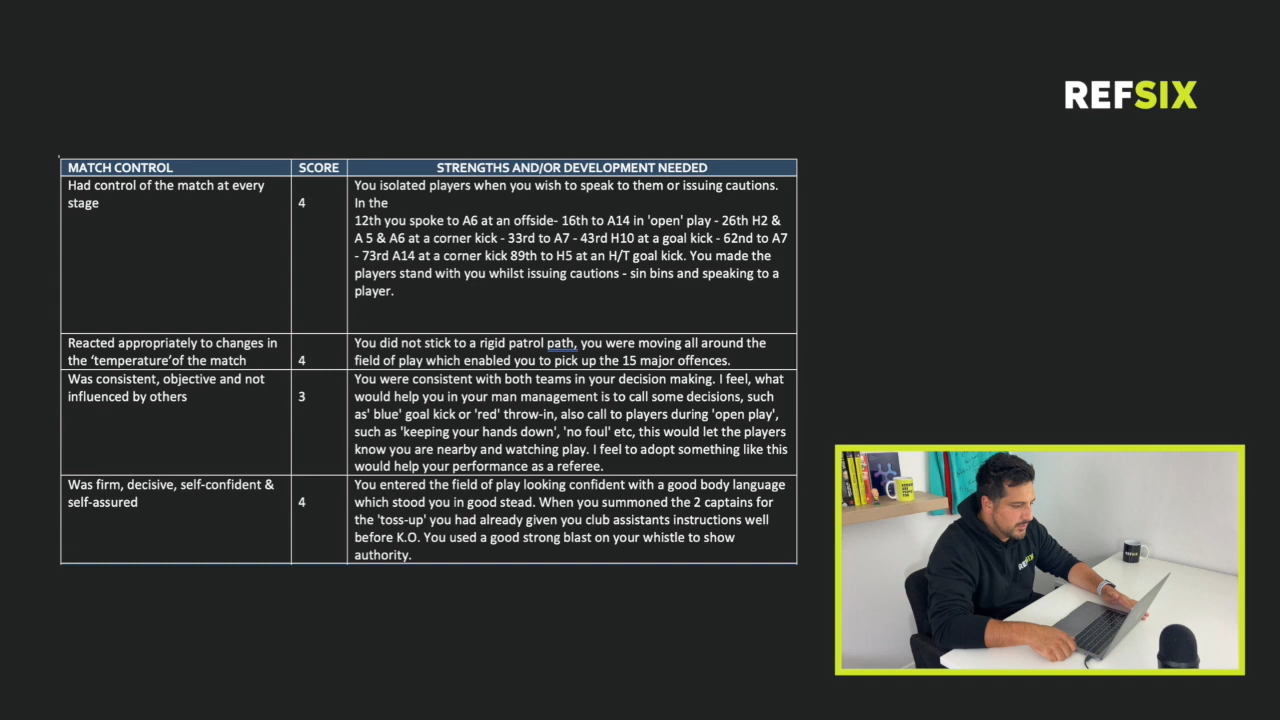 REFSIX
MATCH CONTROL
SCORE
STRENGTHS AND/OR DEVELOPMENT NEEDED
Had control of the match at every
stage
4
You isolated players when you wish to speak to them or issuing cautions.
In the
12th you spoke to A6 at an offside- 16th to A14 in 'open' play - 26th H2 &
A 5 & A6 at a corner kick - 33rd to A7 - 43rd H10 at a goal kick - 62nd to A7
- 73rd A14 at a corner kick 89th to H5 at an H/T goal kick. You made the
players stand with you whilst issuing cautions - sin bins and speaking to a
player.
Reacted appropriately to changes in
the ‘temperature’of the match
4
You did not stick to a rigid patrol path, you were moving all around the
field of play which enabled you to pick up the 15 major offences.
Was consistent, objective and not
influenced by others
3
You were consistent with both teams in your decision making. I feel, what
would help you in your man management is to call some decisions, such
as' blue' goal kick or 'red' throw-in, also call to players during 'open play',
such as 'keeping your hands down', 'no foul' etc, this would let the players
know you are nearby and watching play. I feel to adopt something like this
would help your performance as a referee.
Was firm, decisive, self-confident &
self-assured
4
You entered the field of play looking confident with a good body language
which stood you in good stead. When you summoned the 2 captains for
the 'toss-up' you had already given you club assistants instructions well
before K.O. You used a good strong blast on your whistle to show
authority.
REFSIX
REFSIX